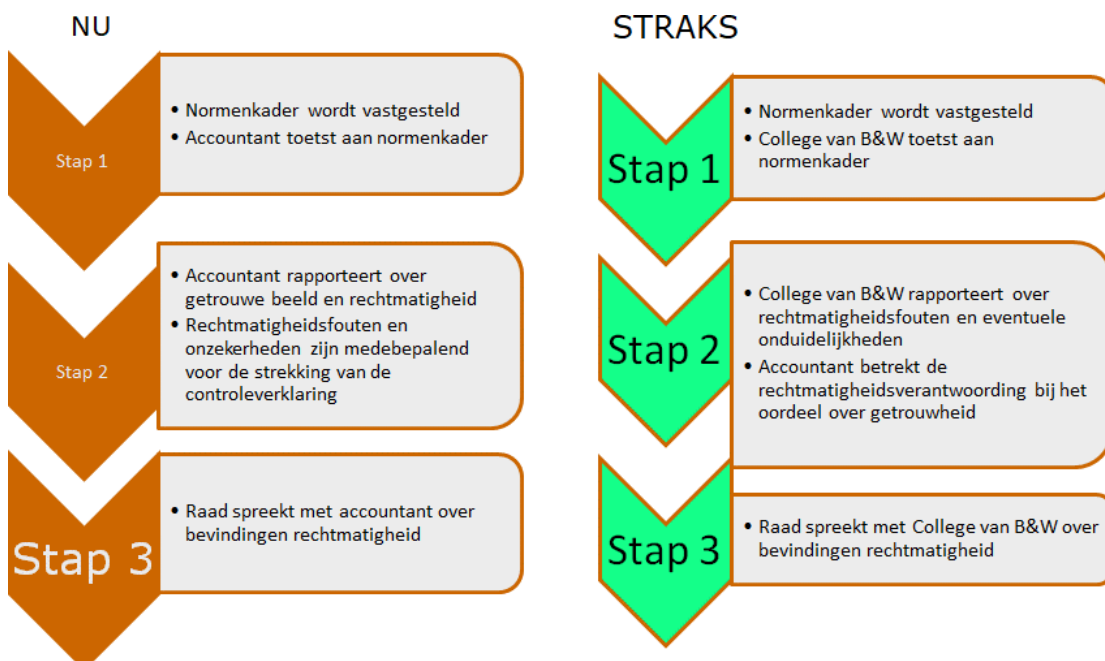 NU
Stap 1
• Normenkader wordt vastgesteld
• Accountant toetst aan normenkader
Stap 2
• Accountant rapporteert over
getrouwe beeld en rechtmatigheid
• Rechtmatigheidsfouten en
onzekerheden zijn medebepalend
voor de strekking van de
controleverklaring
Stap 3
• Raad spreekt met accountant over
bevindingen rechtmatigheid
STRAKS
Stap 1
• Normenkader wordt vastgesteld
• College van B&W toetst aan
normenkader
Stap 2
• College van B&W rapporteert over
rechtmatigheidsfouten en eventuele
onduidelijkheden
• Accountant betrekt de
rechtmatigheidsverantwoording bij het
oordeel over getrouwheid
Stap 3
• Raad spreekt met College van B&W over
bevindingen rechtmatigheid